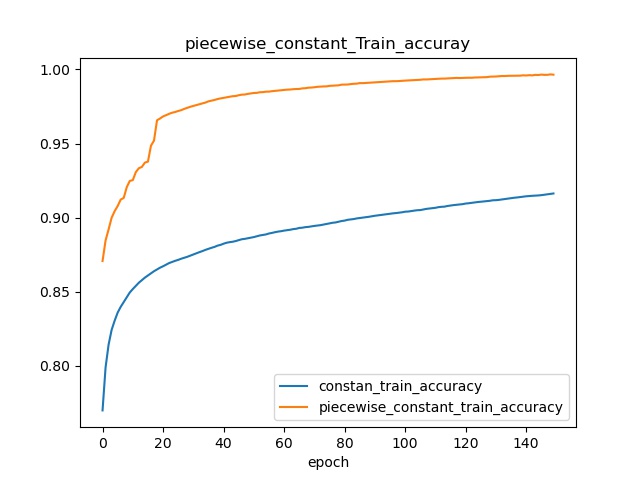 piecewise_constant_Train_accuray
1.00
0.95
0.90
0.85
0.80
constan_train_accuracy
piecewise_constant_train_accuracy
0 20 40 60 80 100 120 140
epoch